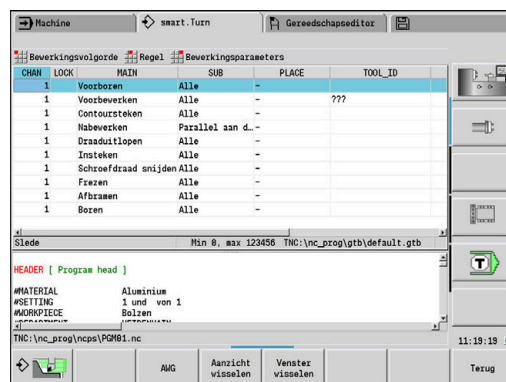 Machine smart.Turn Gereedschapseditor
Bewerkingsvolgorde Regel Bewerkingsparameters
CHAN LOCK MAIN SUB PLACE TOOL_ID
1 Voorboren Alle -
1 Voorbewerken Alle - ???
1 Contoursteken Alle -
1 Nabewerken Parallel aan d… -
1 Draaduitlopen Alle -
1 Insteken Alle -
1 Schroefdraad snijden Alle -
1 Frezen Alle -
1 Afbramen Alle -
1 Boren Alle -
Slede Min 0, max 123456 TNC:\nc_prog\gtb\default.gtb
HEADER [ Program head ]
#MATERIAL Aluminium
#SETTING 1 und von 1
#WORKPIECE Bolzen
TNC:\nc_prog\ncps\PGM01.nc
T
11:19:19
AWG Aanzicht wisselen Venster wisselen Terug